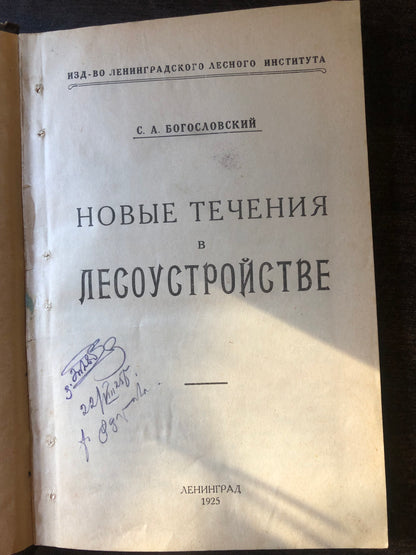 ИЗД-ВО ЛЕНИНГРАДСКОГО ЛЕСНОГО ИНСТИТУТА
С. А. БОГОСЛОВСКИЙ
НОВЫЕ ТЕЧЕНИЯ
В
ЛЕСОУСТРОЙСТВЕ
ЛЕНИНГРАД
1925